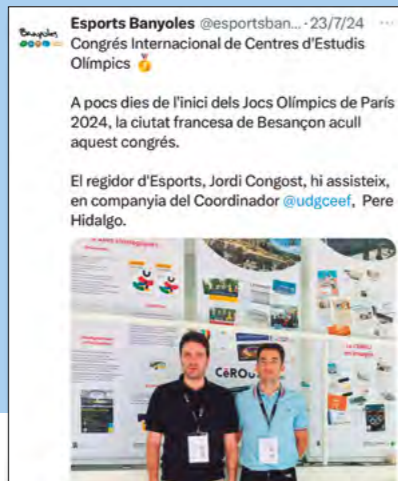 Banyoles
Esports Banyoles @esportsban... · 23/7/24 ···
Congrés Internacional de Centres d'Estudis
Olímpics 🏅
A pocs dies de l'inici dels Jocs Olímpics de París
2024, la ciutat francesa de Besançon acull
aquest congrés.
El regidor d'Esports, Jordi Congost, hi assisteix,
en companyia del Coordinador @udgceef, Pere
Hidalgo.
CÉROU